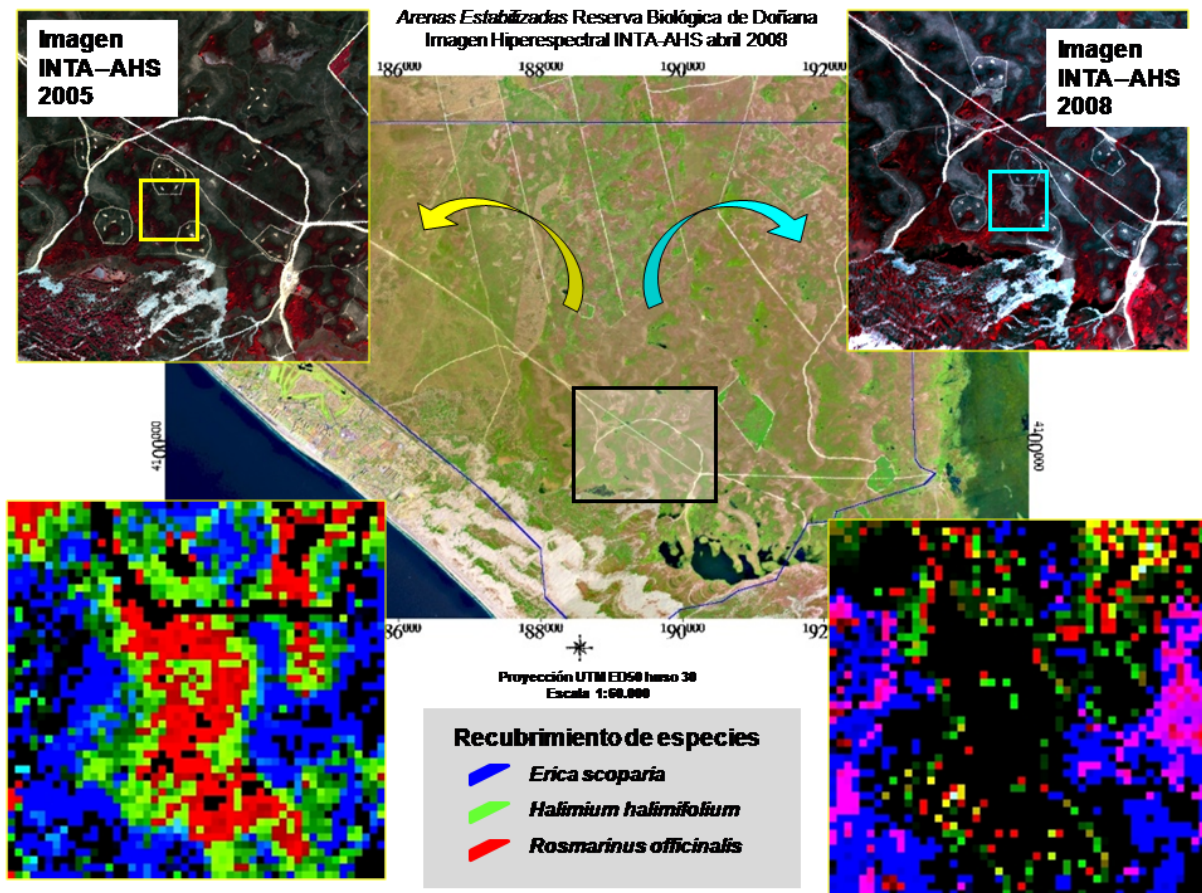 Arenas Estabilizadas Reserva Biológica de Doñana
Imagen Hiperespectral INTA-AHS abril 2008
Imagen
INTA–AHS
2005
Imagen
INTA–AHS
2008
186000
188000
190000
192000
4100000
4100000
186000
188000
190000
192000
Proyección UTM ED50 huso 30
Escala 1:60.000
Recubrimiento de especies
Erica scoparia
Halimium halimifolium
Rosmarinus officinalis